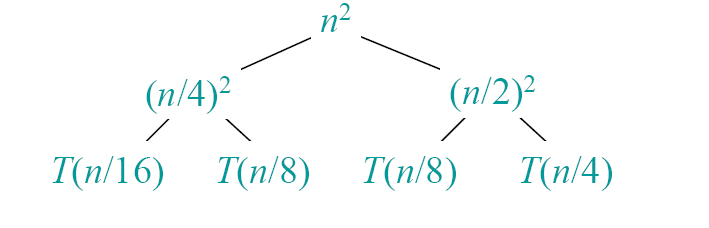 n²
(n/4)² (n/2)²
T(n/16) T(n/8) T(n/8) T(n/4)